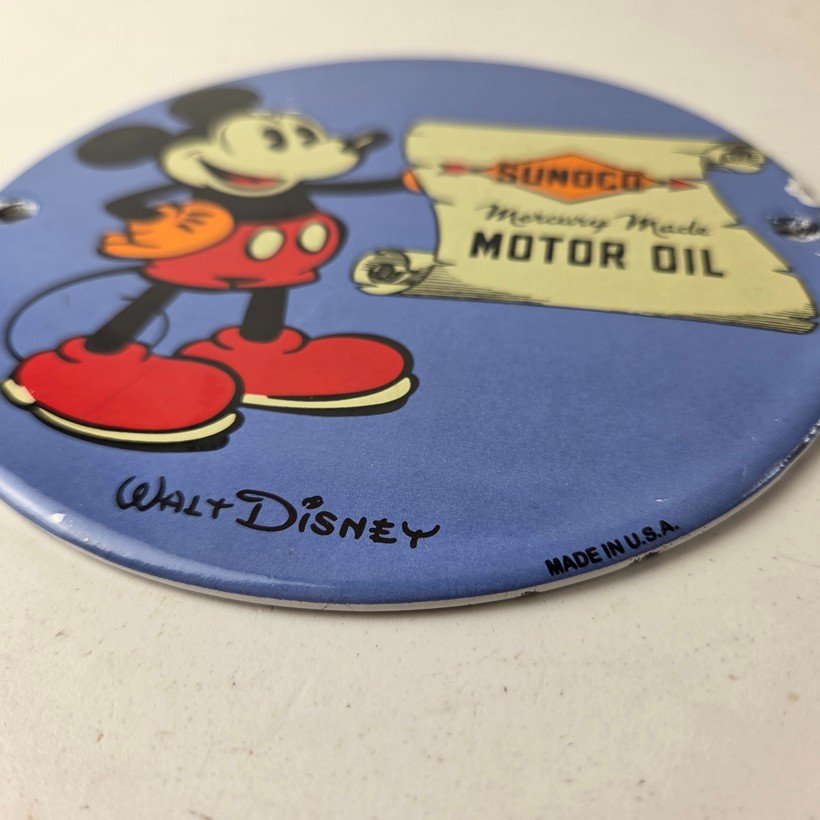 SUNOCO
Mercury Made
MOTOR OIL
WALT DISNEY
MADE IN U.S.A.